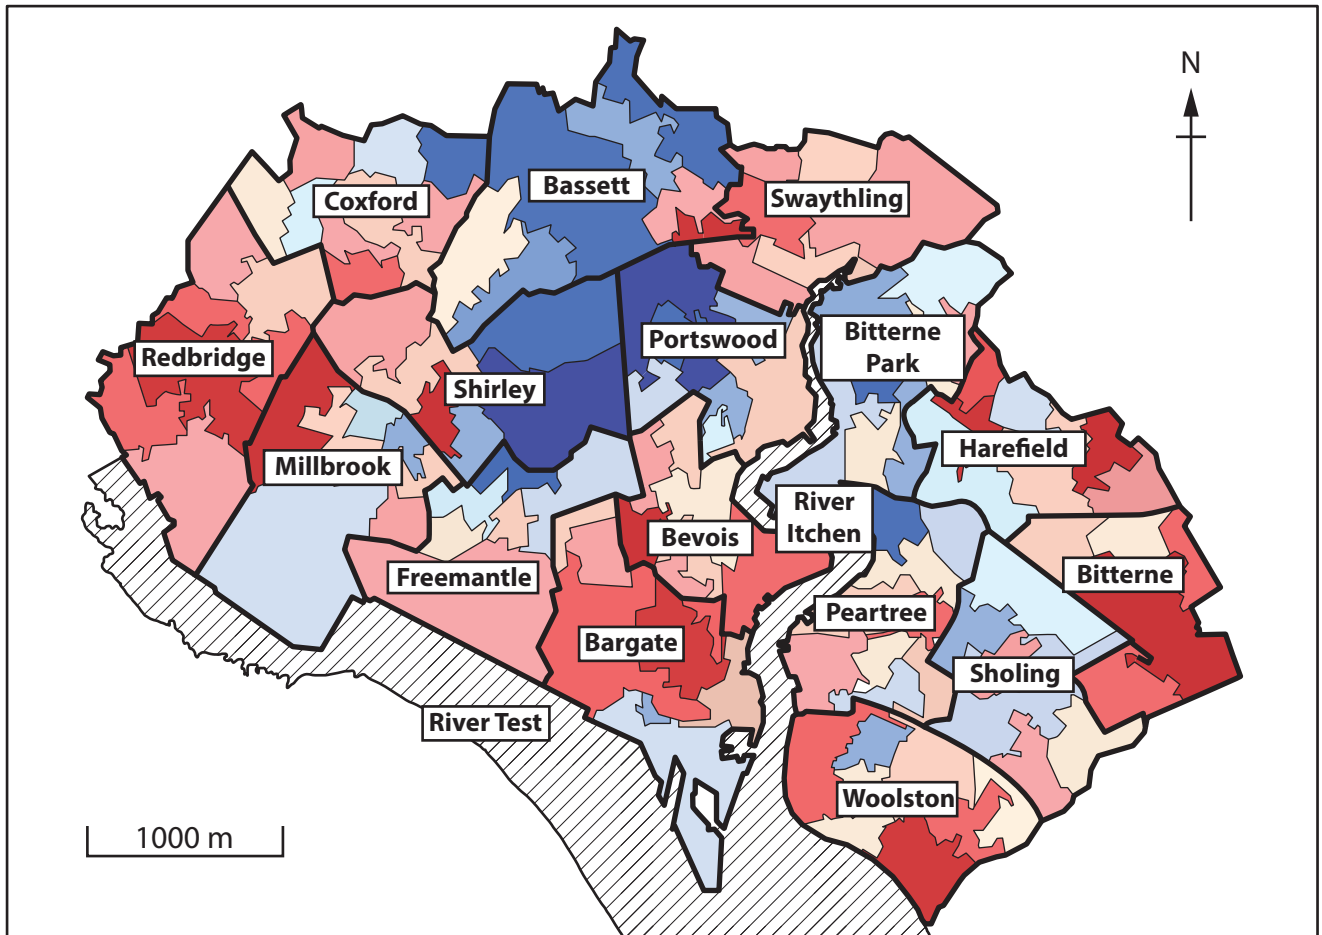 N
Bassett
Coxford
Swaythling
Redbridge
Portswood
Bitterne
Park
Shirley
Harefield
Millbrook
River
Itchen
Bevois
Freemantle
Bitterne
Peartree
Bargate
Sholing
River Test
Woolston
1000 m